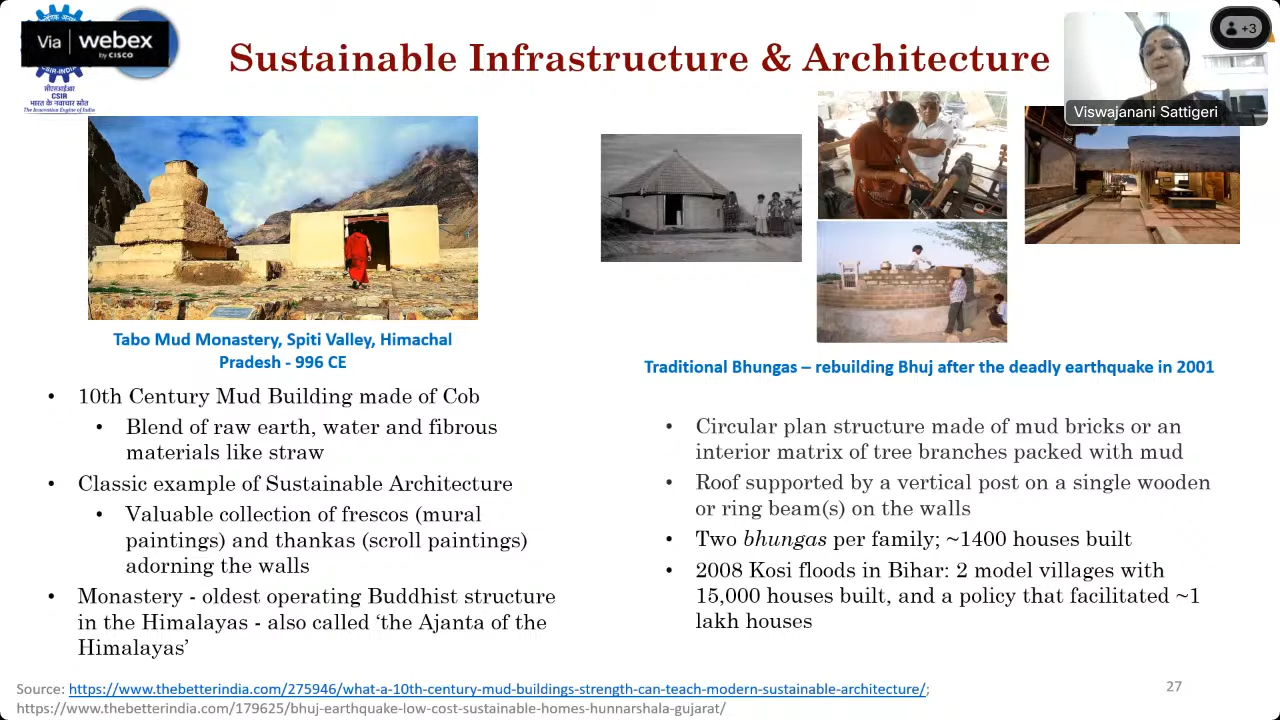 Via webex
by CISCO
सीएसआईआर
CSIR-INDIA
CSIR
भारत के नवाचार स्रोत
The Innovation Engine of India
Sustainable Infrastructure & Architecture
+3
Viswajanani Sattigeri
Tabo Mud Monastery, Spiti Valley, Himachal
Pradesh - 996 CE
• 10th Century Mud Building made of Cob
• Blend of raw earth, water and fibrous
materials like straw
• Classic example of Sustainable Architecture
• Valuable collection of frescos (mural
paintings) and thankas (scroll paintings)
adorning the walls
• Monastery - oldest operating Buddhist structure
in the Himalayas - also called ‘the Ajanta of the
Himalayas’
Traditional Bhungas – rebuilding Bhuj after the deadly earthquake in 2001
• Circular plan structure made of mud bricks or an
interior matrix of tree branches packed with mud
• Roof supported by a vertical post on a single wooden
or ring beam(s) on the walls
• Two bhungas per family; ~1400 houses built
• 2008 Kosi floods in Bihar: 2 model villages with
15,000 houses built, and a policy that facilitated ~1
lakh houses
Source: https://www.thebetterindia.com/275946/what-a-10th-century-mud-buildings-strength-can-teach-modern-sustainable-architecture/;
https://www.thebetterindia.com/179625/bhuj-earthquake-low-cost-sustainable-homes-hunnarshala-gujarat/
27